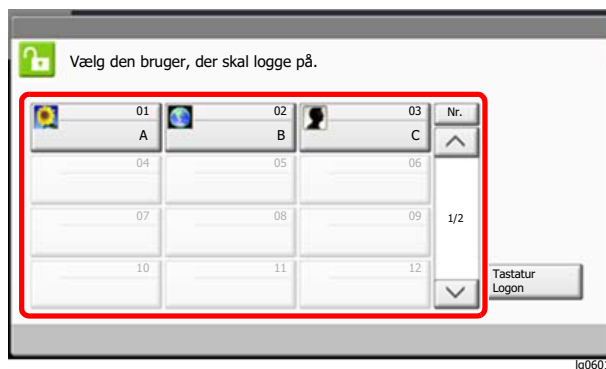 Vælg den bruger, der skal logge på.
01 02 03 Nr.
A B C
04 05 06
07 08 09 1/2
10 11 12
Tastatur
Logon
lg0601